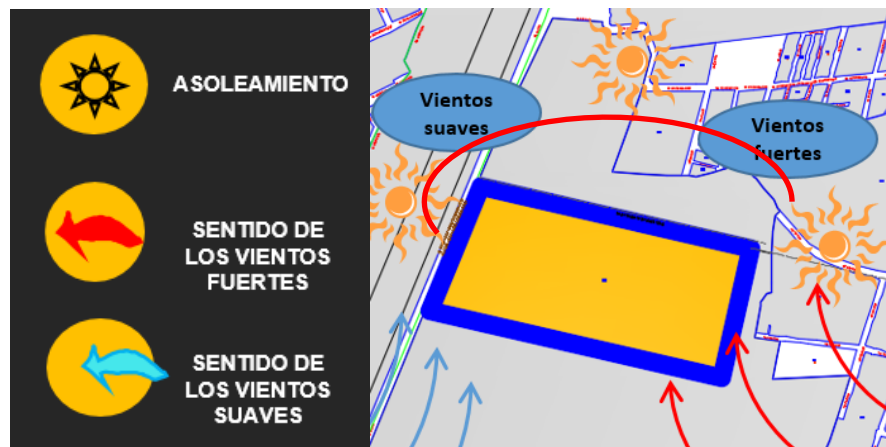 ASOLEAMIENTO
SENTIDO DE
LOS VIENTOS
FUERTES
SENTIDO DE
LOS VIENTOS
SUAVES
Vientos
suaves
Vientos
fuertes